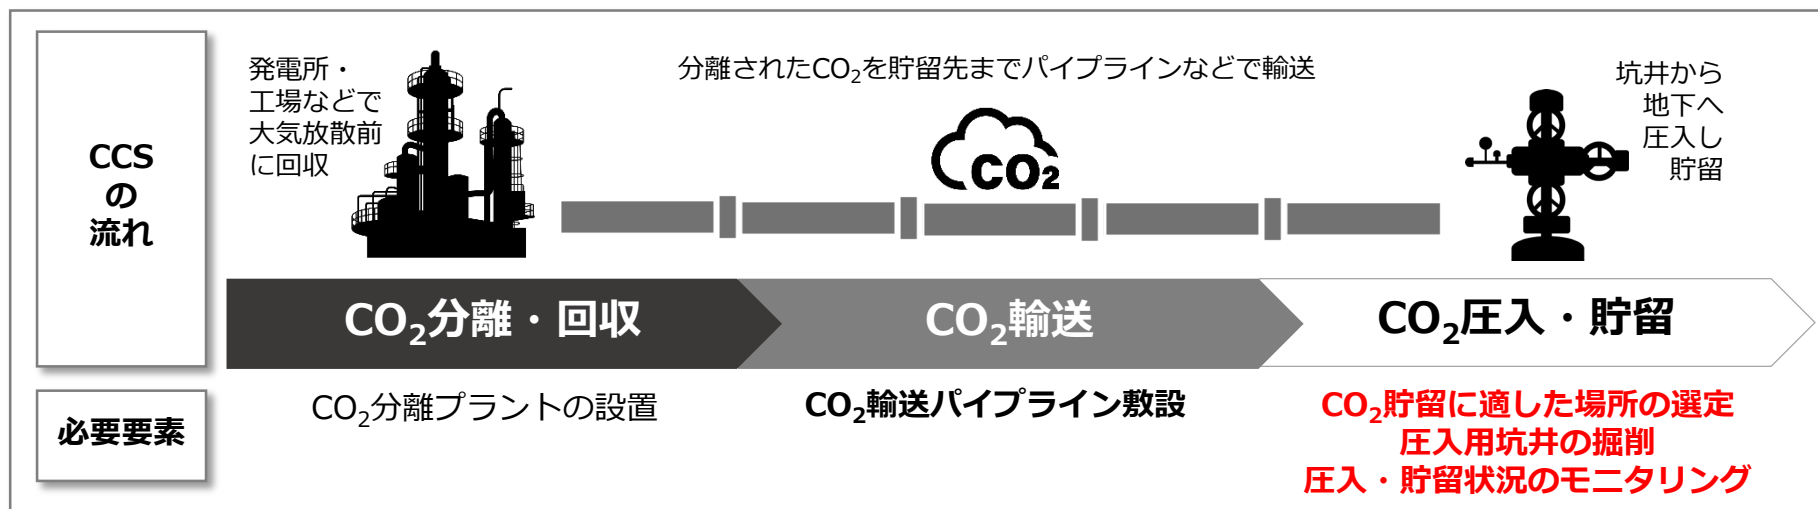 CCS
の
流れ
発電所・
工場などで
大気放散前
に回収
分離されたCO₂を貯留先までパイプラインなどで輸送
CO₂
坑井から
地下へ
圧入し
貯留
CO₂分離・回収
CO₂輸送
CO₂圧入・貯留
必要要素
CO₂分離プラントの設置
CO₂輸送パイプライン敷設
CO₂貯留に適した場所の選定
圧入用坑井の掘削
圧入・貯留状況のモニタリング